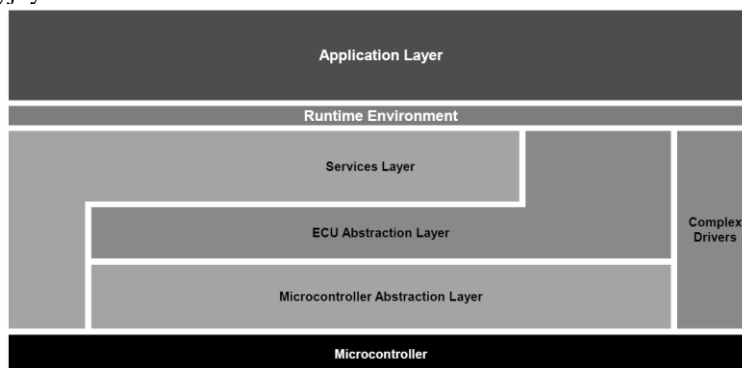 Application Layer
Runtime Environment
Services Layer
ECU Abstraction Layer
Complex
Drivers
Microcontroller Abstraction Layer
Microcontroller